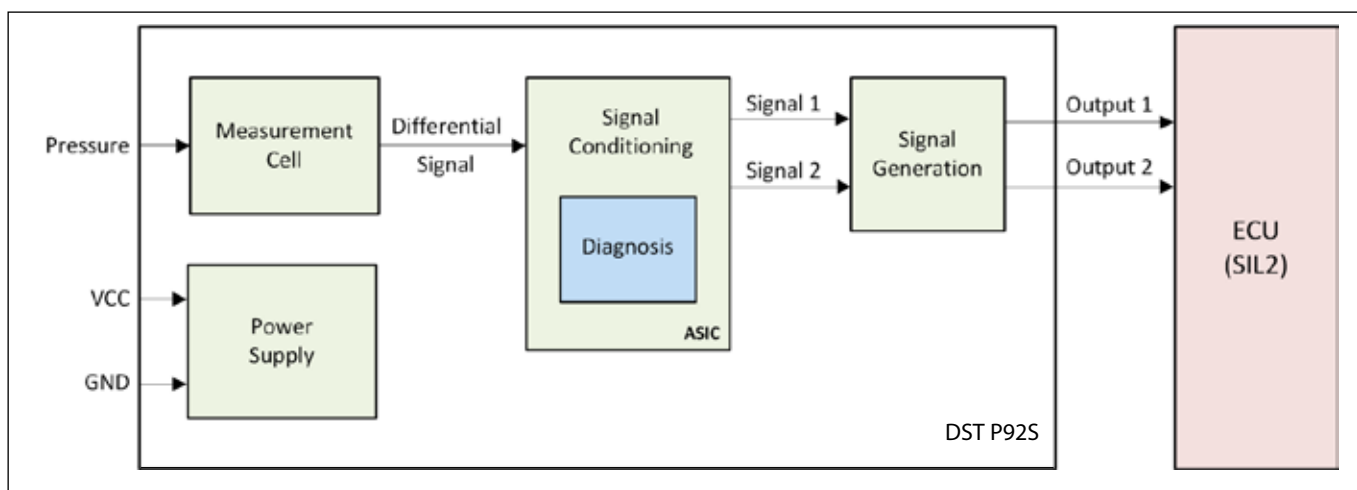 Pressure
Measurement
Cell
Differential
Signal
Signal
Conditioning
Diagnosis
ASIC
Signal 1
Signal 2
Signal
Generation
Output 1
Output 2
ECU
(SIL2)
VCC
GND
Power
Supply
DST P92S